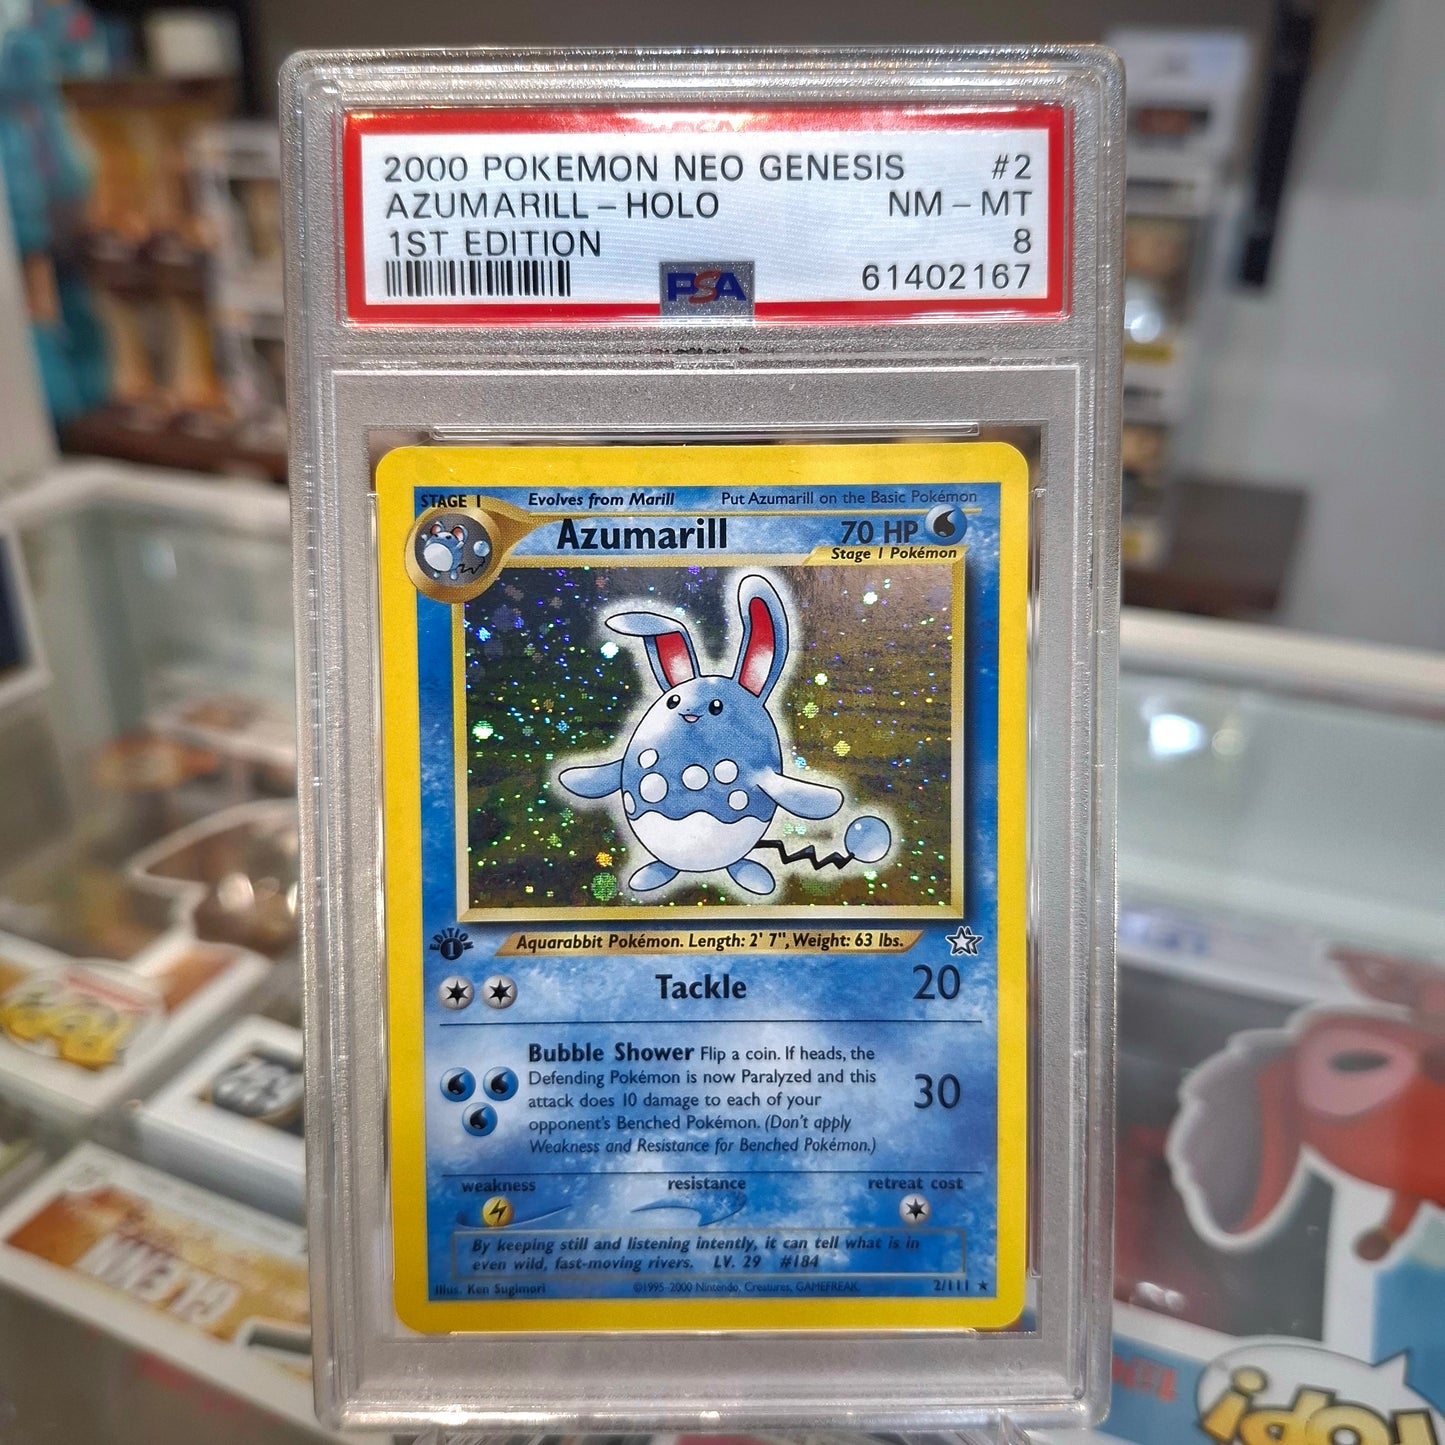 2000 POKEMON NEO GENESIS #2
AZUMARILL-HOLO NM-MT
1ST EDITION 8
PSA 61402167
STAGE 1 Evolves from Marill Put Azumarill on the Basic Pokémon
Azumarill 70 HP
Stage 1 Pokémon
EDITION
1
Aquarabbit Pokémon. Length: 2' 7", Weight: 63 lbs.
Tackle 20
Bubble Shower Flip a coin. If heads, the
Defending Pokémon is now Paralyzed and this
attack does 10 damage to each of your
opponent's Benched Pokémon. (Don't apply
Weakness and Resistance for Benched Pokémon.)
30
weakness resistance retreat cost
By keeping still and listening intently, it can tell what is in
even wild, fast-moving rivers. LV. 29 #184
Illus. Ken Sugimori ©1995-2000 Nintendo, Creatures, GAMEFREAK. 2/111 ★
GLENN
POP!